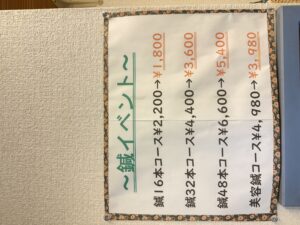 ～鍼イベント～
鍼16本コース¥2,200→¥1,800
鍼32本コース¥4,400→¥3,600
鍼48本コース¥6,600→¥5,400
美容鍼コース¥4,980→¥3,980